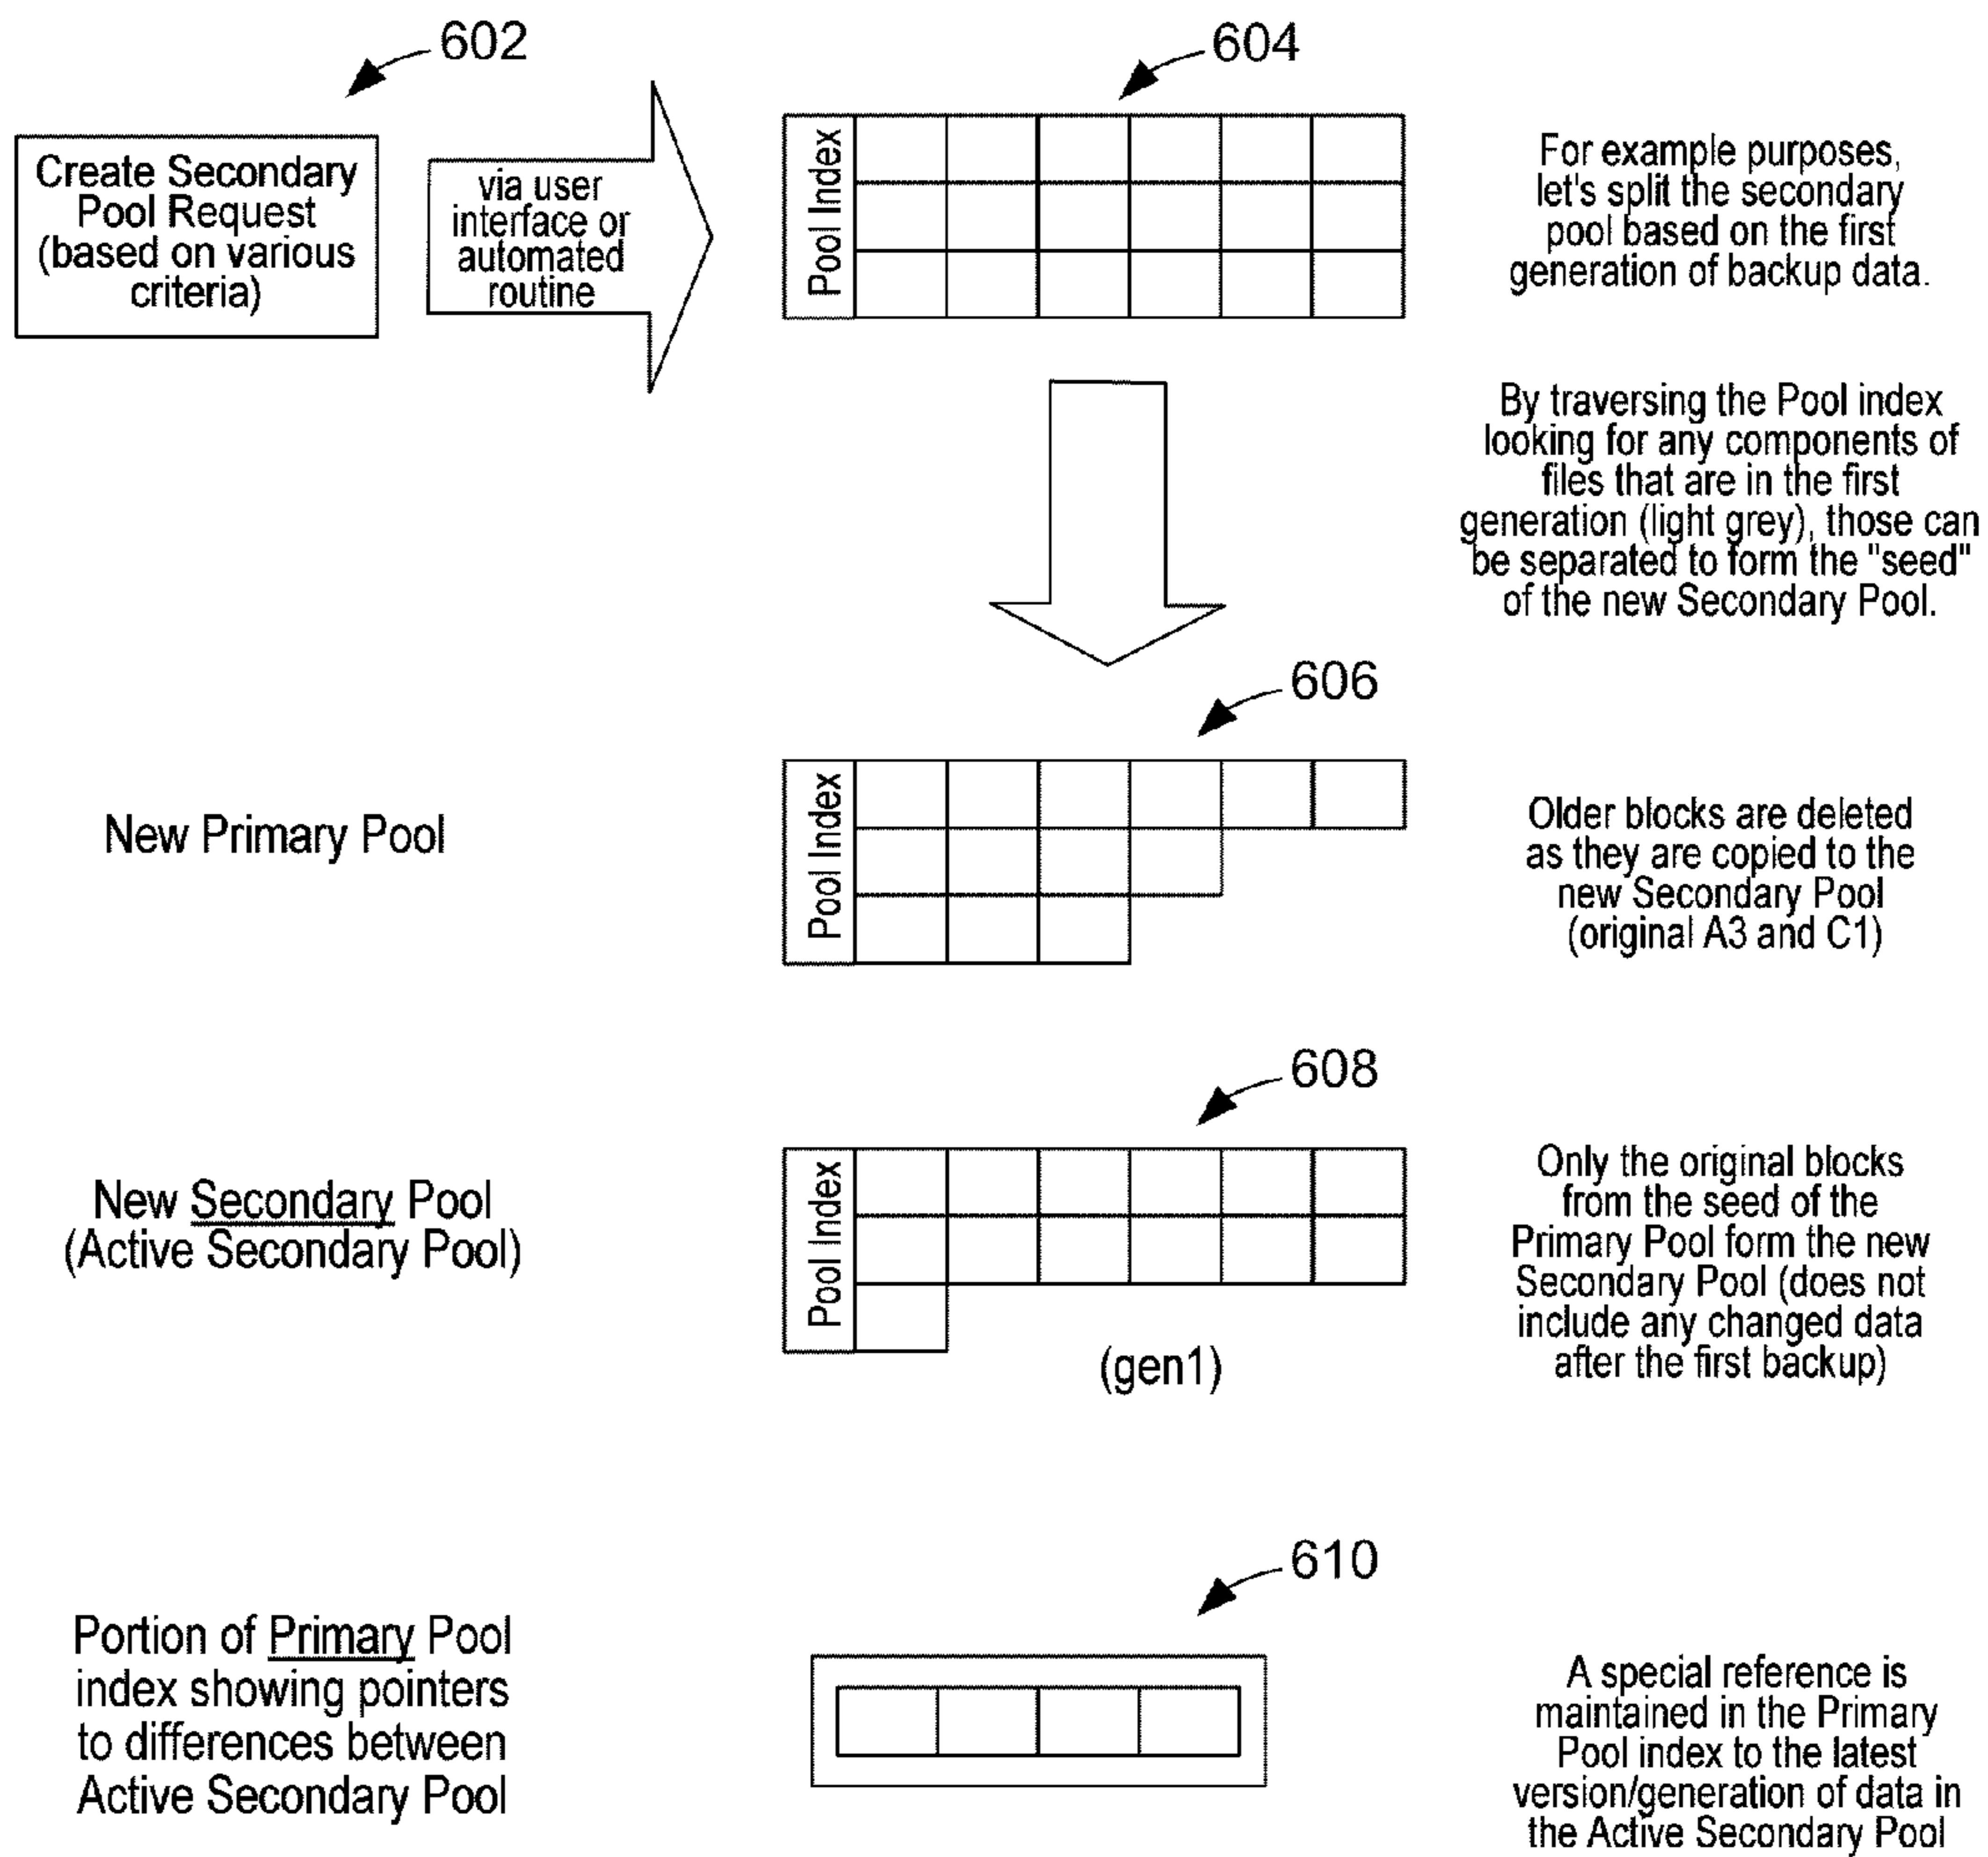 602
Create Secondary
Pool Request
(based on various
criteria)
via user
interface or
automated
routine
604
Pool Index
For example purposes,
let's split the secondary
pool based on the first
generation of backup data.
By traversing the Pool index
looking for any components of
files that are in the first
generation (light grey), those can
be separated to form the "seed"
of the new Secondary Pool.
606
New Primary Pool
Pool Index
Older blocks are deleted
as they are copied to the
new Secondary Pool
(original A3 and C1)
608
New Secondary Pool
(Active Secondary Pool)
Pool Index
(gen1)
Only the original blocks
from the seed of the
Primary Pool form the new
Secondary Pool (does not
include any changed data
after the first backup)
610
Portion of Primary Pool
index showing pointers
to differences between
Active Secondary Pool
A special reference is
maintained in the Primary
Pool index to the latest
version/generation of data in
the Active Secondary Pool